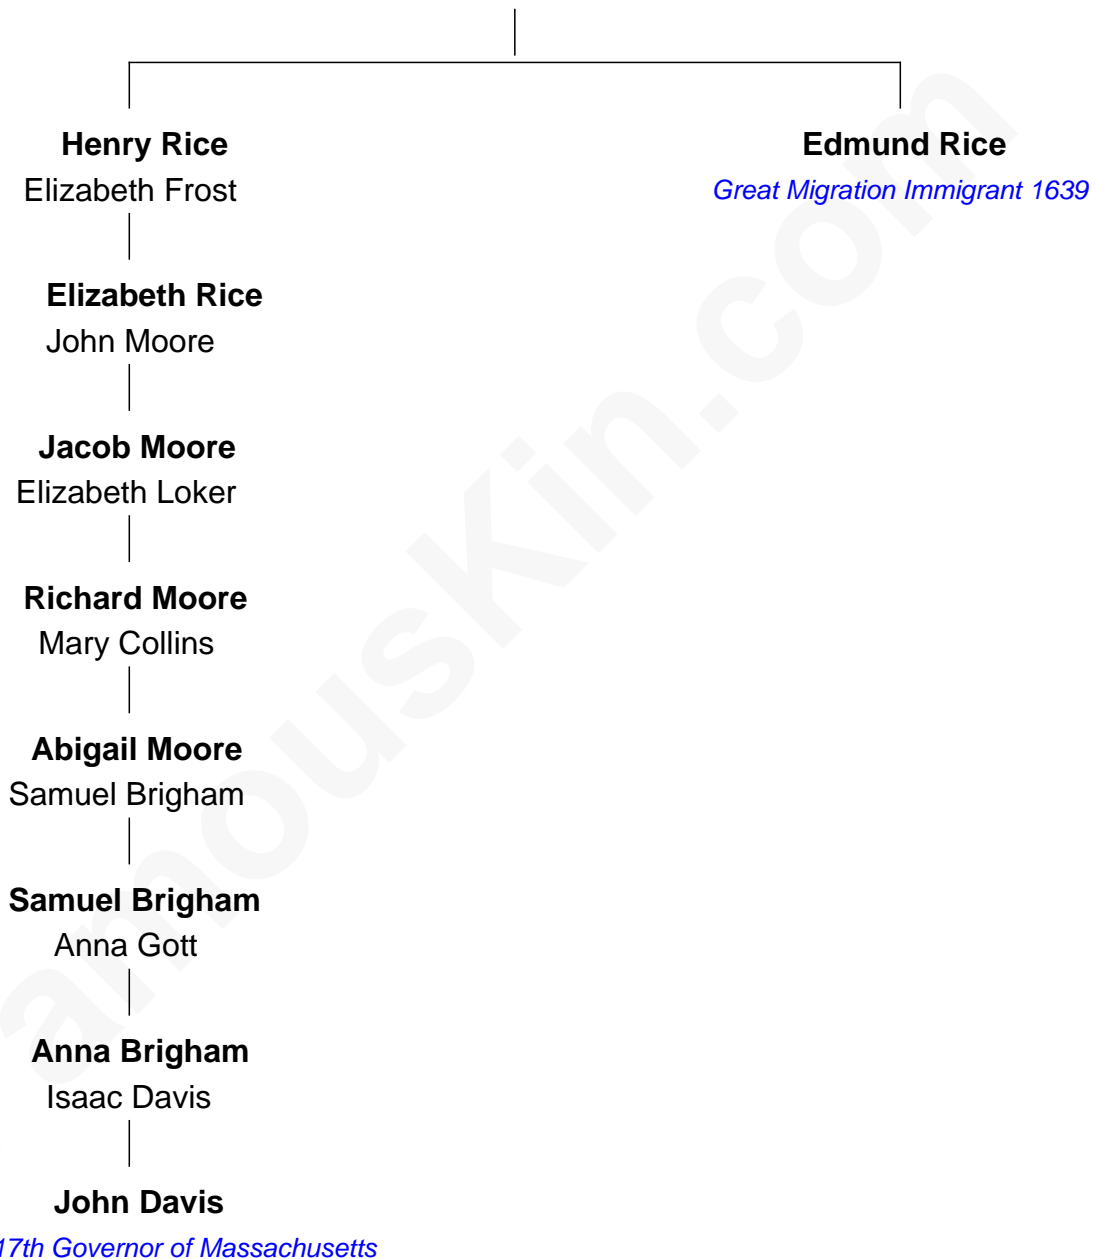 Henry Rice
Elizabeth Frost
Edmund Rice
Great Migration Immigrant 1639
Elizabeth Rice
John Moore
Jacob Moore
Elizabeth Loker
Richard Moore
Mary Collins
Abigail Moore
Samuel Brigham
Samuel Brigham
Anna Gott
Anna Brigham
Isaac Davis
John Davis
17th Governor of Massachusetts
amouskin.com